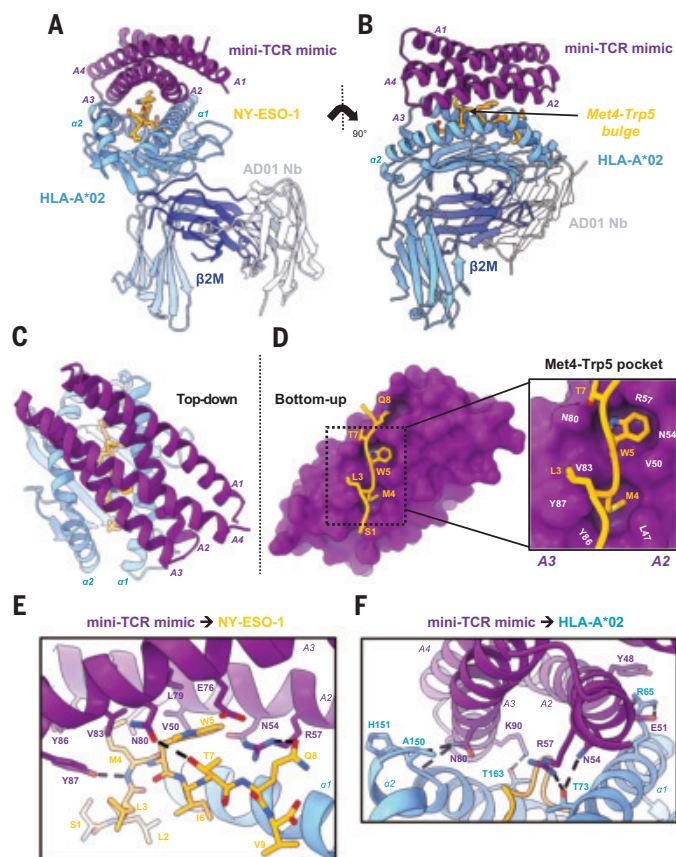 A
mini-TCR mimic
A4
A1
A3
A2
α2
α1
NY-ESO-1
HLA-A*02
AD01 Nb
β2M
90°
B
A1
mini-TCR mimic
A4
A2
A3
Met4-Trp5
bulge
α2
HLA-A*02
AD01 Nb
β2M
C
Top-down
A1
A4
A2
A3
α2
α1
D
Bottom-up
Q8
T7
W5
L3
M4
S1
Met4-Trp5 pocket
T7
R57
N80
N54
W5
V50
L3
V83
M4
Y87
L47
Y86
A3
A2
E
mini-TCR mimic → NY-ESO-1
A3
L79
E76
A2
Y86
V83
N80
V50
W5
N54
R57
M4
T7
Q8
Y87
α1
L3
I6
S1
L2
V9
F
mini-TCR mimic → HLA-A*02
A4
Y48
A3
A2
R65
H151
K90
E51
A150
R57
N80
N54
α2
T163
T73
α1